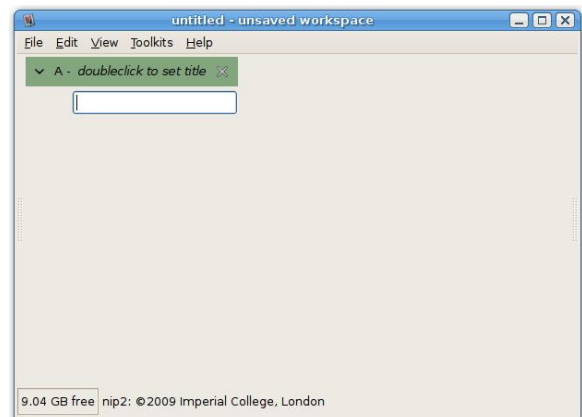 untitled - unsaved workspace
File Edit View Toolkits Help
A - doubleclick to set title
9.04 GB free nip2: ©2009 Imperial College, London